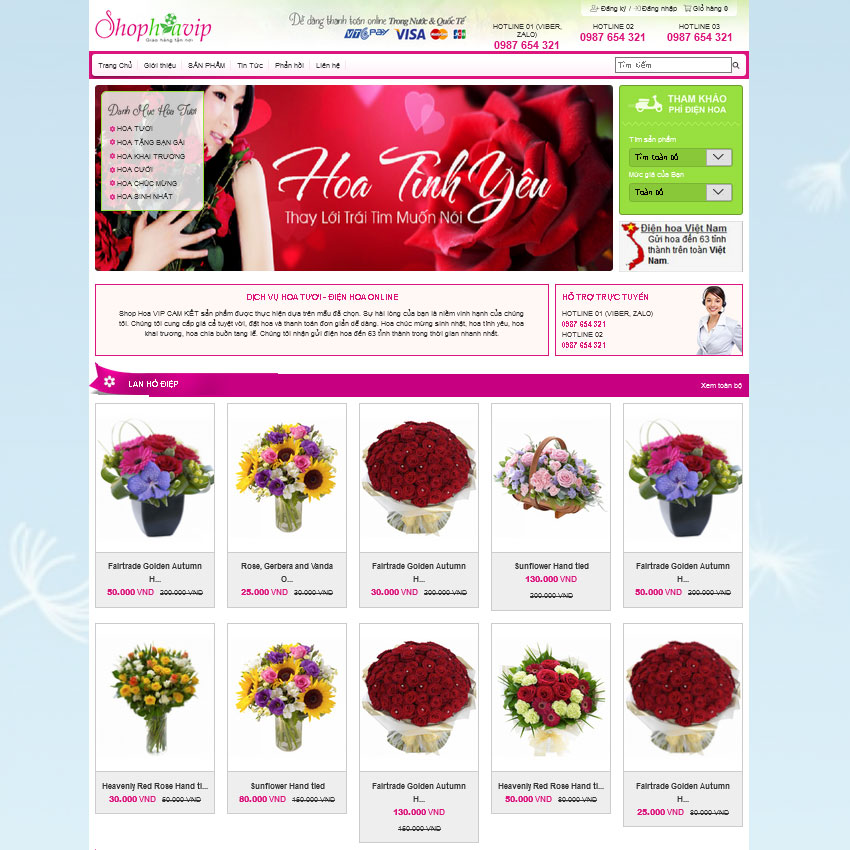 Shophoavip
Giao hàng tận nơi
Dễ dàng thanh toán online Trong Nước & Quốc Tế
VTC PAY VISA JCB
Đăng ký / Đăng nhập Giỏ hàng 0
HOTLINE 01 (VIBER, ZALO)
0987 654 321
HOTLINE 02
0987 654 321
HOTLINE 03
0987 654 321
Trang Chủ Giới thiệu SẢN PHẨM Tin Tức Phản hồi Liên hệ
Tìm kiếm
Danh Mục Hoa Tươi
HOA TƯƠI
HOA TẶNG BẠN GÁI
HOA KHAI TRƯƠNG
HOA CƯỚI
HOA CHÚC MỪNG
HOA SINH NHẬT
Hoa Tình Yêu
Thay Lời Trái Tim Muốn Nói
THAM KHẢO
PHÍ ĐIỆN HOA
Tìm sản phẩm
Tìm toàn bộ
Mức giá của Bạn
Toàn bộ
Điện hoa Việt Nam
Gửi hoa đến 63 tỉnh
thành trên toàn Việt
Nam.
DỊCH VỤ HOA TƯƠI - ĐIỆN HOA ONLINE
Shop Hoa VIP CAM KẾT sản phẩm được thực hiện dựa trên mẫu đã chọn. Sự hài lòng của bạn là niềm vinh hạnh của chúng
tôi. Chúng tôi cung cấp giá cả tuyệt vời, đặt hoa và thanh toán đơn giản dễ dàng. Hoa chúc mừng sinh nhật, hoa tình yêu, hoa
khai trương, hoa chia buồn tang lễ. Chúng tôi nhận gửi điện hoa đến 63 tỉnh thành trong thời gian nhanh nhất.
HỖ TRỢ TRỰC TUYẾN
HOTLINE 01 (VIBER, ZALO)
0987 654 321
HOTLINE 02
0987 654 321
LAN HỒ ĐIỆP
Xem toàn bộ
Fairtrade Golden Autumn
H...
50.000 VND 200.000 VND
Rose, Gerbera and Vanda
O...
25.000 VND 30.000 VND
Fairtrade Golden Autumn
H...
30.000 VND 200.000 VND
Sunflower Hand tied
130.000 VND
200.000 VND
Fairtrade Golden Autumn
H...
50.000 VND 200.000 VND
Heavenly Red Rose Hand ti...
30.000 VND 50.000 VND
Sunflower Hand tied
80.000 VND 150.000 VND
Fairtrade Golden Autumn
H...
130.000 VND
150.000 VND
Heavenly Red Rose Hand ti...
50.000 VND 80.000 VND
Fairtrade Golden Autumn
H...
25.000 VND 80.000 VND